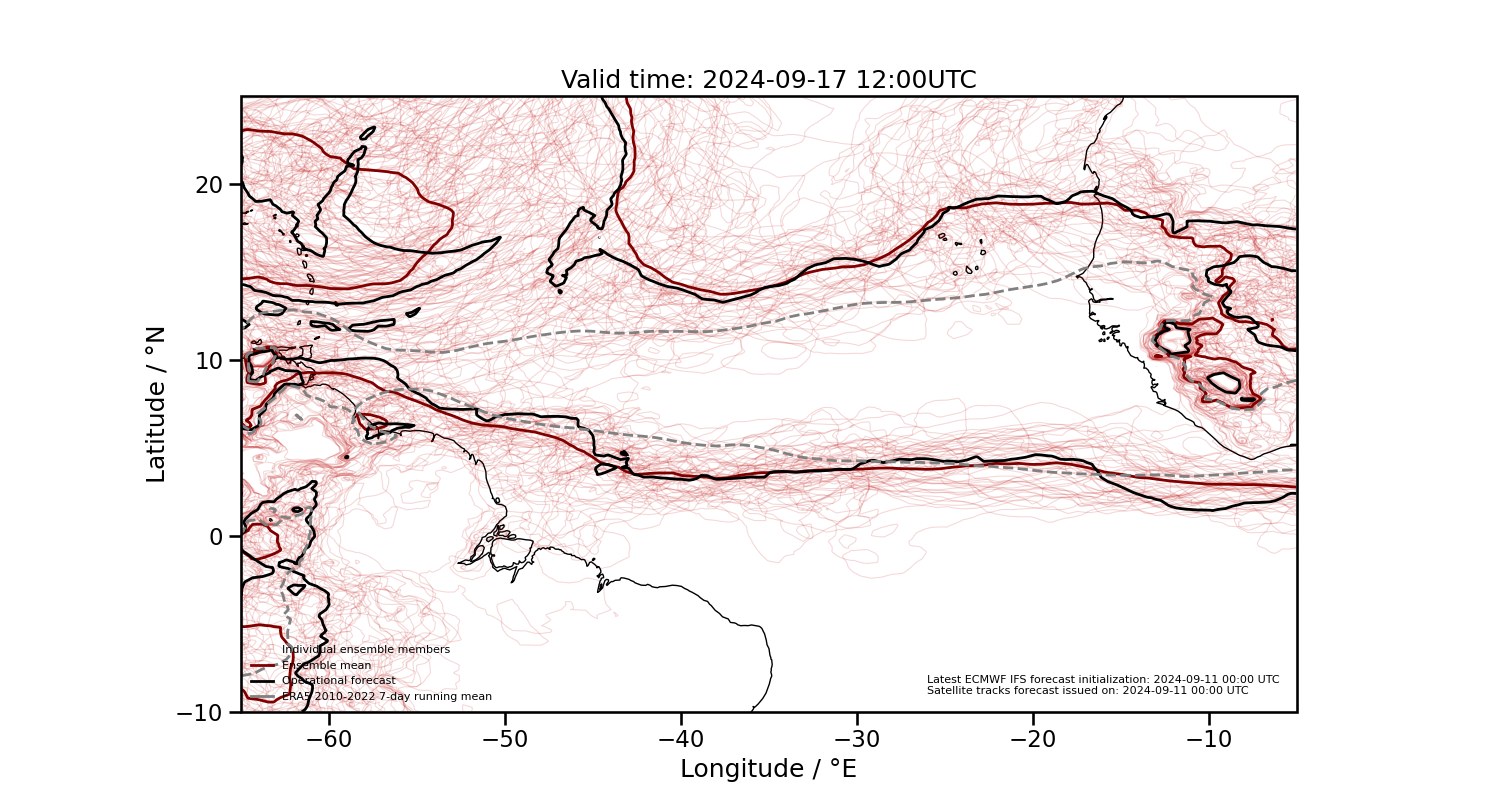 Valid time: 2024-09-17 12:00UTC
20
10
0
−10
Latitude / °N
−60
−50
−40
−30
−20
−10
Longitude / °E
Individual ensemble members
Ensemble mean
Operational forecast
ERA5 2010-2022 7-day running mean
Latest ECMWF IFS forecast initialization: 2024-09-11 00:00 UTC
Satellite tracks forecast issued on: 2024-09-11 00:00 UTC